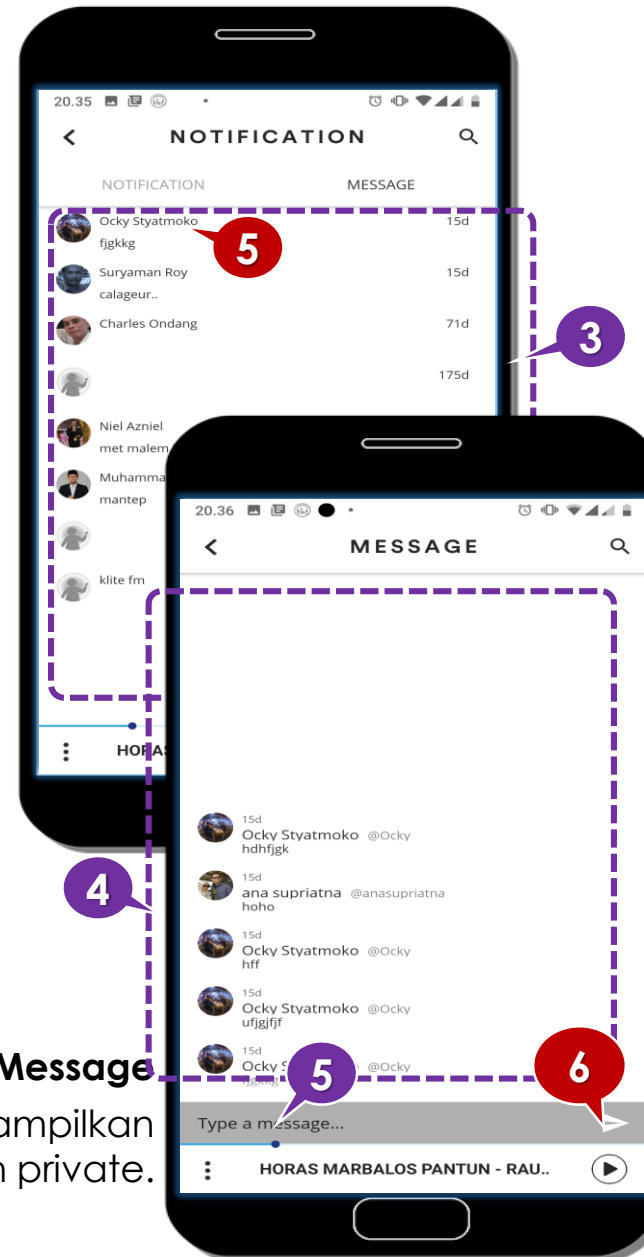 20.35
NOTIFICATION
NOTIFICATION MESSAGE
Ocky Styatmoko 15d
fjgkkg
5
Suryaman Roy 15d
calageur..
Charles Ondang 71d
3
175d
Niel Azniel
met malem
Muhamma
mantep
klite fm
HORAS
20.36
MESSAGE
15d
Ocky Styatmoko @Ocky
hdhfjgk
15d
ana supriatna @anasupriatna
hoho
4
15d
Ocky Styatmoko @Ocky
hff
15d
Ocky Styatmoko @Ocky
ufjgjfjf
15d
Ocky @Ocky
5
6
Type a message...
HORAS MARBALOS PANTUN - RAU..
Message
ampilkan
private.